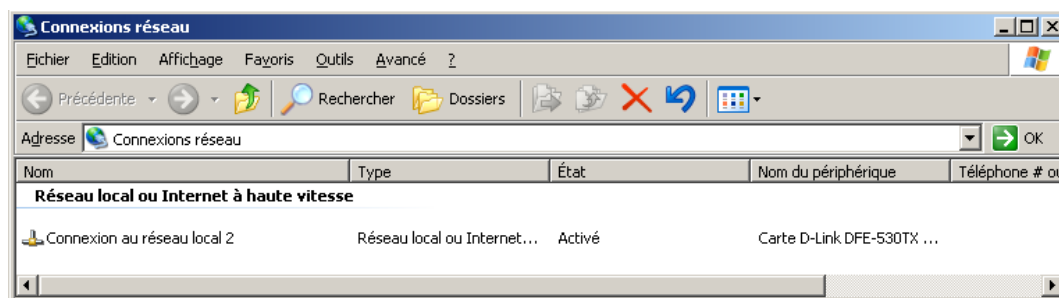 Connexions réseau
Fichier Edition Affichage Favoris Outils Avancé ?
Précédente Rechercher Dossiers
Adresse Connexions réseau OK
Nom Type État Nom du périphérique Téléphone # ou
Réseau local ou Internet à haute vitesse
Connexion au réseau local 2 Réseau local ou Internet... Activé Carte D-Link DFE-530TX ...